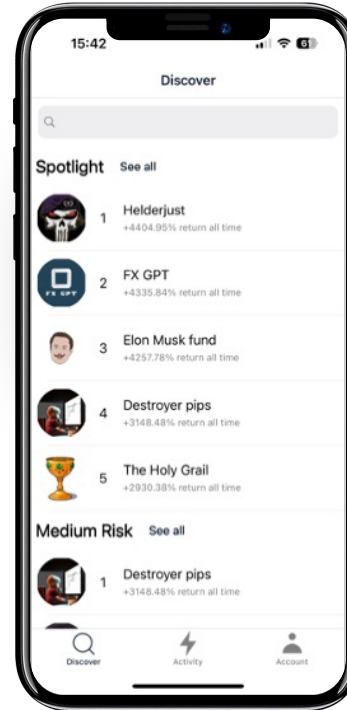 15:42
6
Discover
Spotlight See all
1 Helderjust
+4404.95% return all time
FX GPT
2 FX GPT
+4335.84% return all time
3 Elon Musk fund
+4257.78% return all time
4 Destroyer pips
+3148.48% return all time
5 The Holy Grail
+2930.38% return all time
Medium Risk See all
1 Destroyer pips
+3148.48% return all time
Discover Activity Account